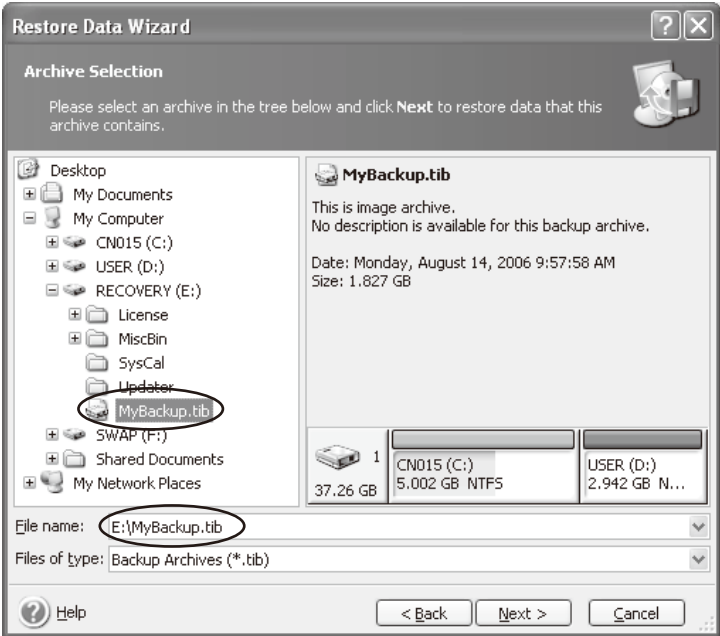 Restore Data Wizard
Archive Selection
Please select an archive in the tree below and click Next to restore data that this
archive contains.
Desktop
My Documents
My Computer
CN015 (C:)
USER (D:)
RECOVERY (E:)
License
MiscBin
SysCal
Updater
MyBackup.tib
SWAP (F:)
Shared Documents
My Network Places
MyBackup.tib
This is image archive.
No description is available for this backup archive.
Date: Monday, August 14, 2006 9:57:58 AM
Size: 1.827 GB
1
37.26 GB
CN015 (C:)
5.002 GB NTFS
USER (D:)
2.942 GB N...
File name: E:\MyBackup.tib
Files of type: Backup Archives (*.tib)
Help
< Back
Next >
Cancel